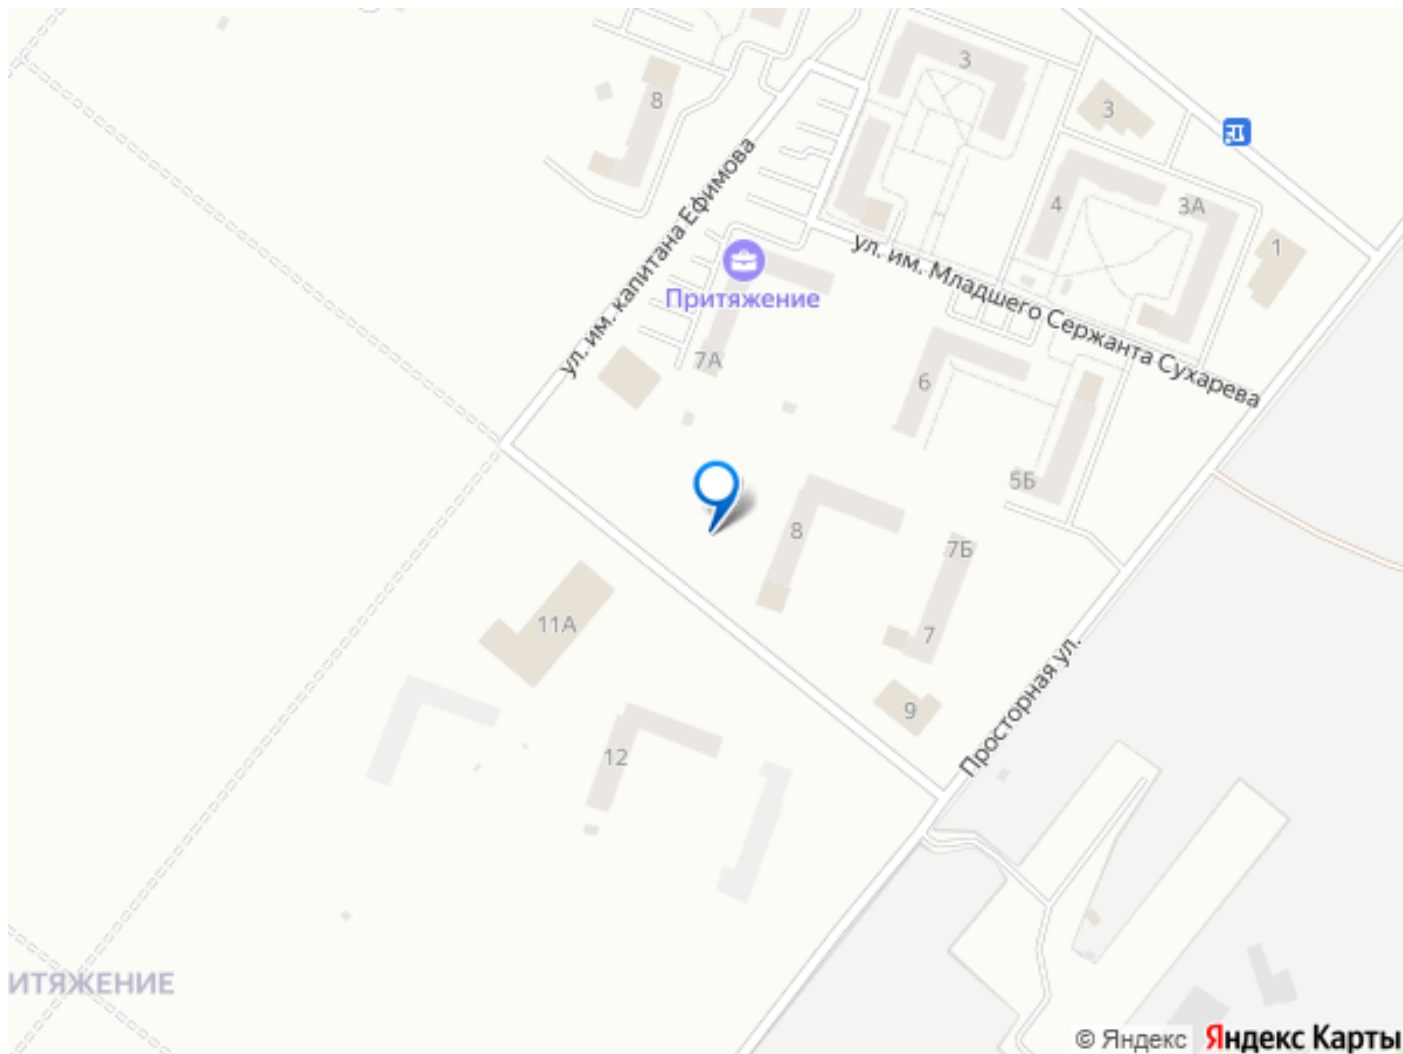 3
8
3
ул. им. капитана Ефимова
4
3А
1
ул. им. Младшего Сержанта Сухарева
Притяжение
7А
6
5Б
8
7Б
11А
7
Просторная ул.
9
12
ИТЯЖЕНИЕ
© Яндекс Яндекс Карты